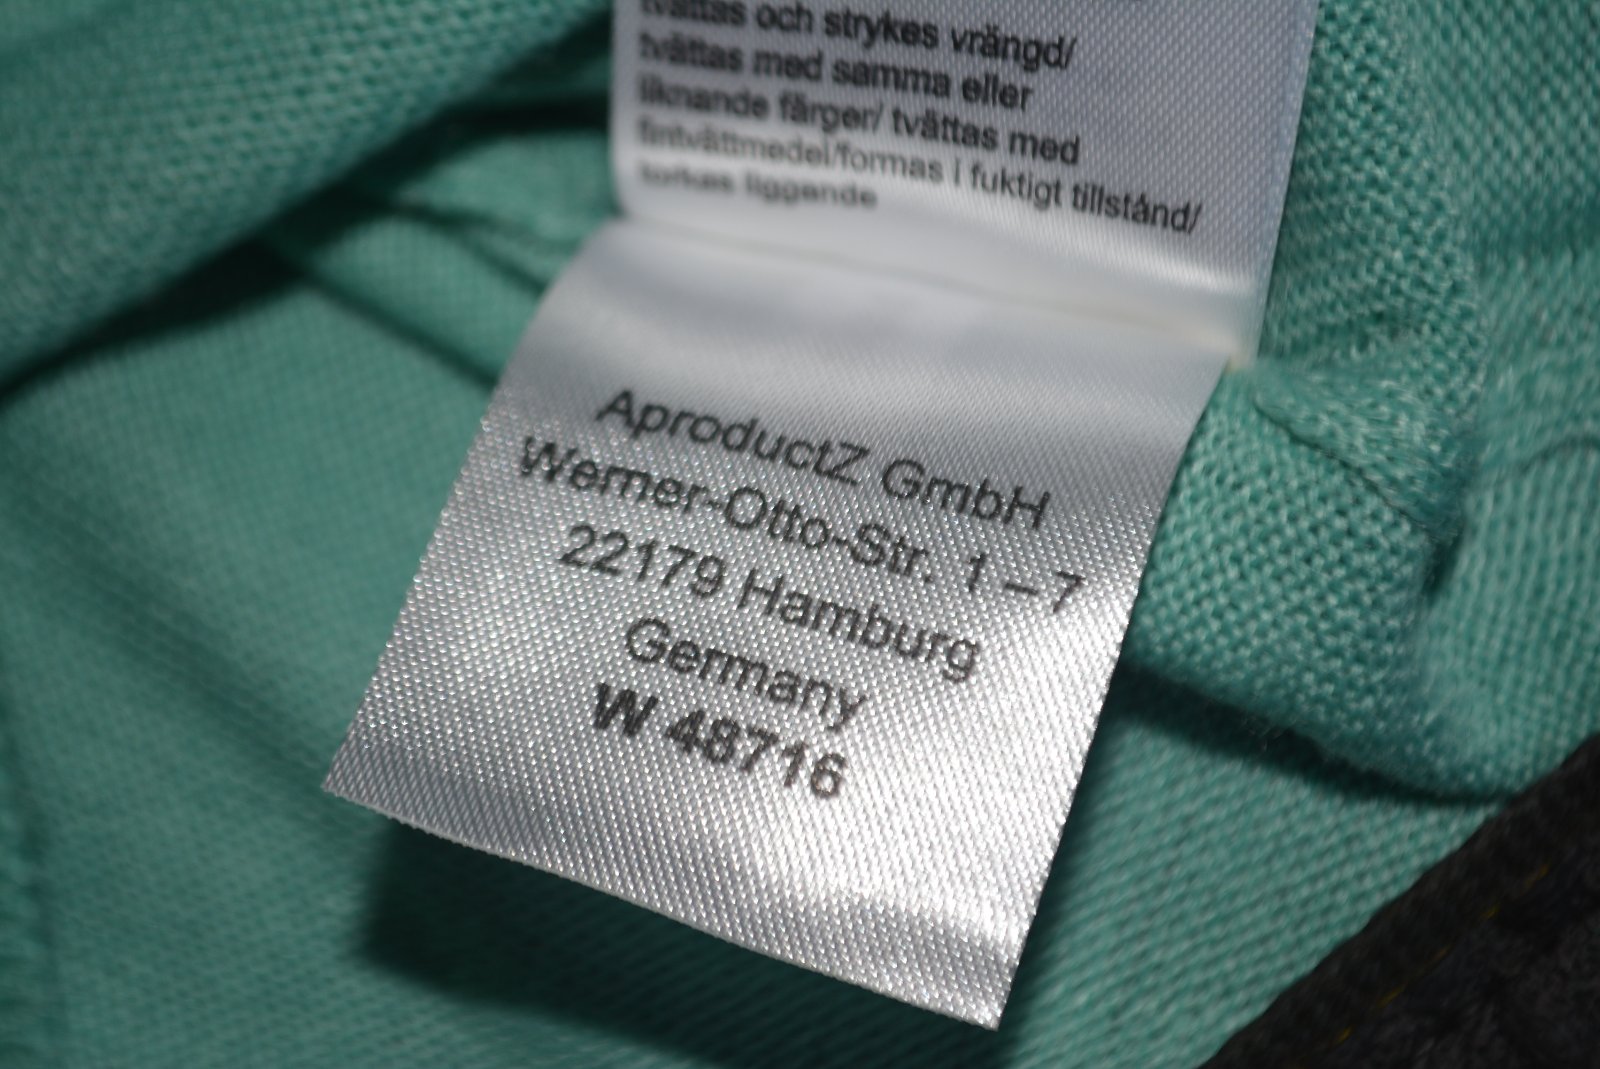 tvättas och strykes vrängd/
tvättas med samma eller
liknande färger/ tvättas med
fintvättmedel/formas i fuktigt tillstånd/
torkas liggende
AproductZ GmbH
Werner-Otto-Str. 1 – 7
22179 Hamburg
Germany
W 48716